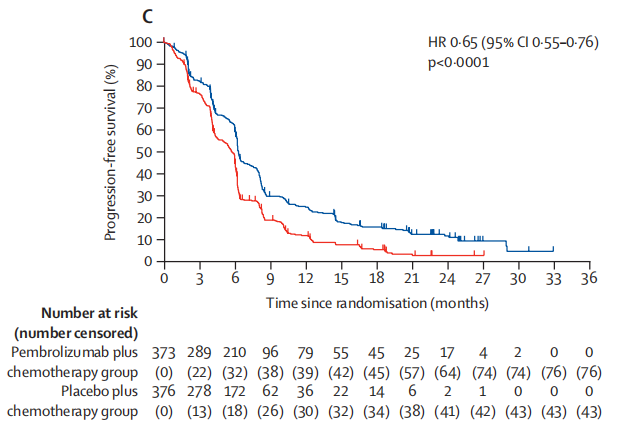 C
HR 0·65 (95% CI 0·55–0·76)
p<0·0001
Progression-free survival (%)
100
90
80
70
60
50
40
30
20
10
0
0 3 6 9 12 15 18 21 24 27 30 33 36
Time since randomisation (months)
Number at risk
(number censored)
Pembrolizumab plus 373 289 210 96 79 55 45 25 17 4 2 0 0
chemotherapy group (0) (22) (32) (38) (39) (42) (45) (57) (64) (74) (74) (76) (76)
Placebo plus 376 278 172 62 36 22 14 6 2 1 0 0 0
chemotherapy group (0) (13) (18) (26) (30) (32) (34) (38) (41) (42) (43) (43) (43)